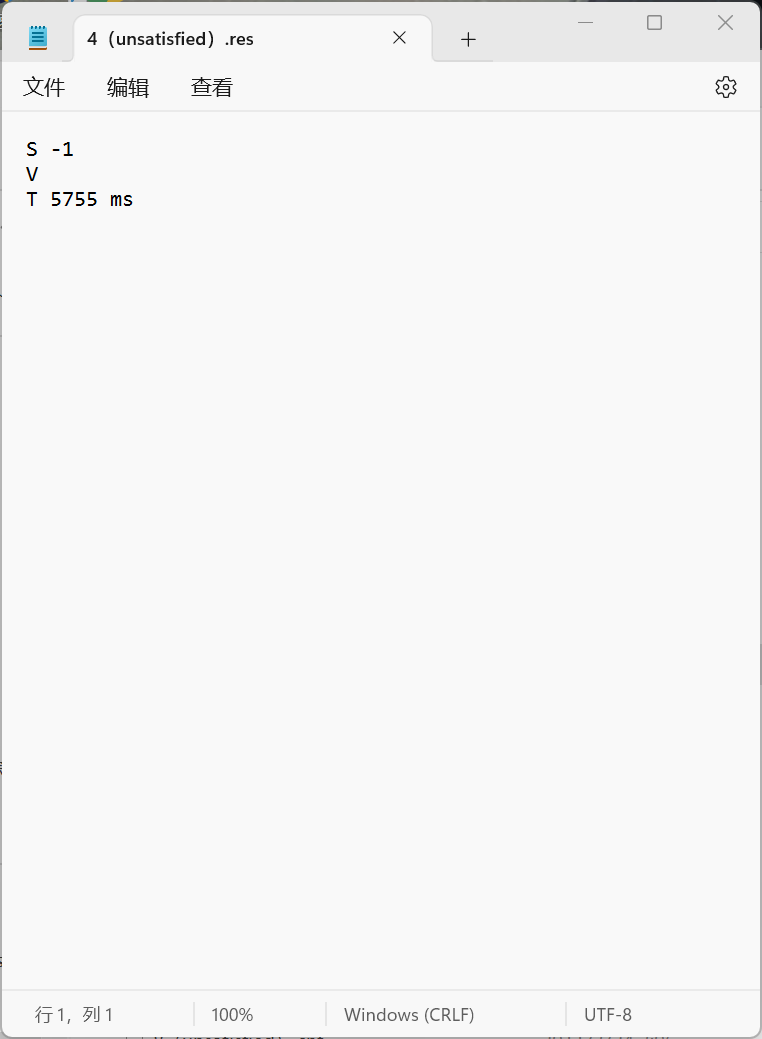 4（unsatisfied）.res
文件 编辑 查看
S -1
V
T 5755 ms
行 1，列 1 100% Windows (CRLF) UTF-8